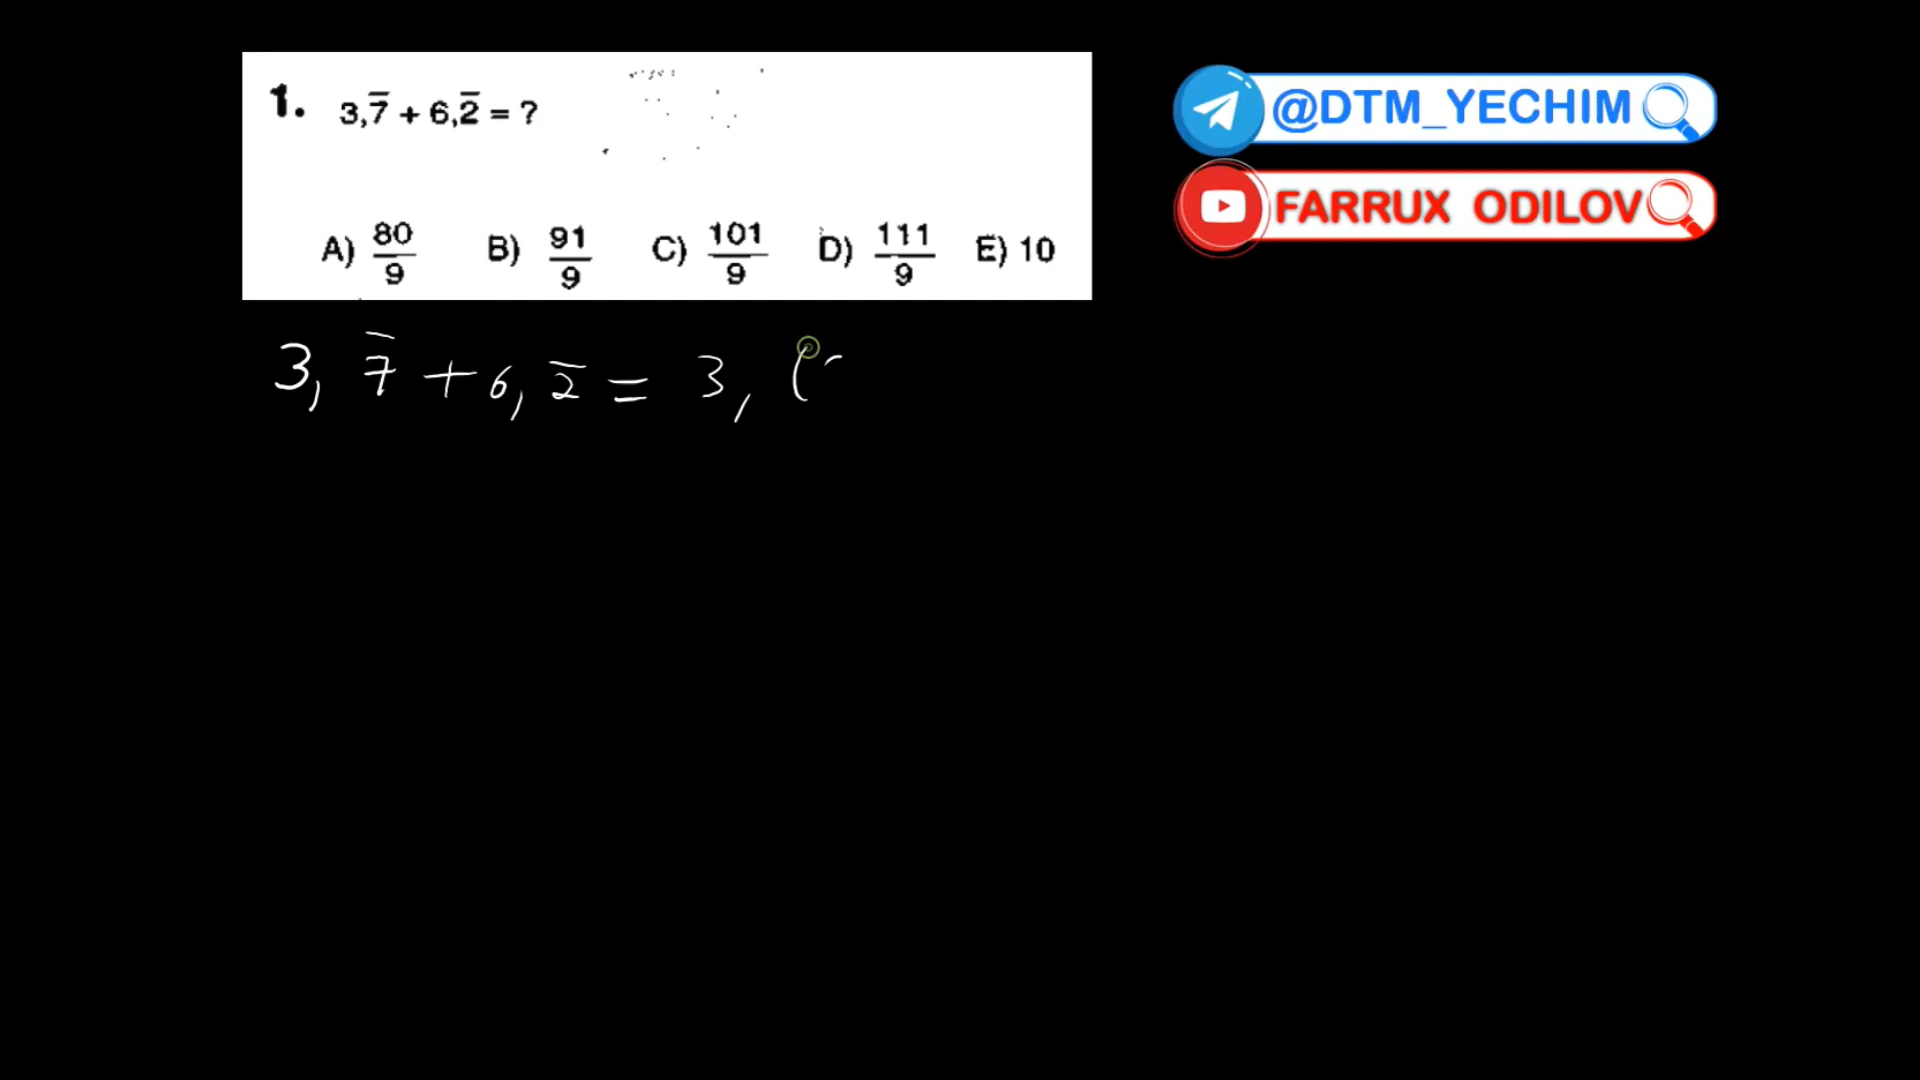 1. 3,7̅ + 6,2̅ = ?
A) 80/9 B) 91/9 C) 101/9 D) 111/9 E) 10
@DTM_YECHIM
FARRUX ODILOV
3, 7̅ + 6, 2̅ = 3, (